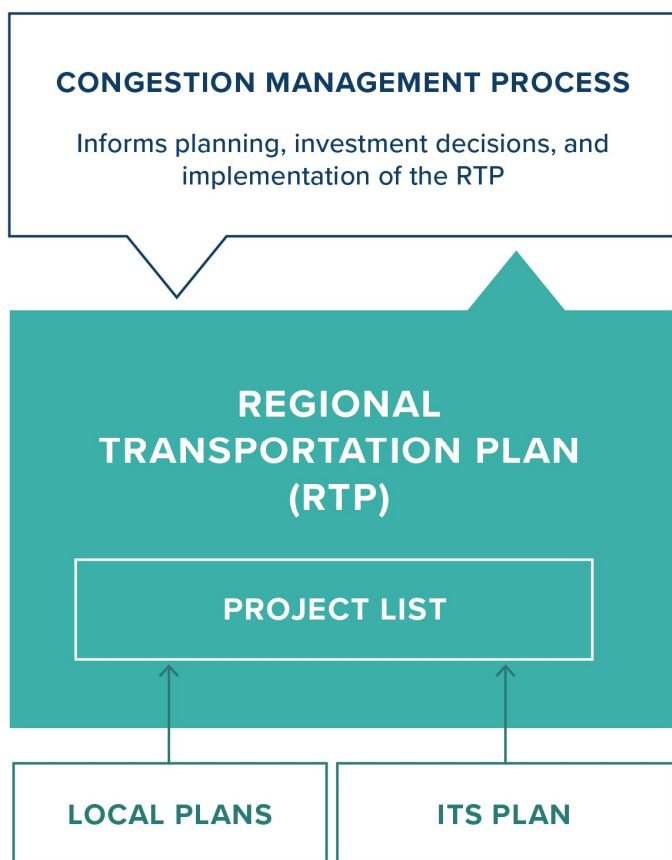 CONGESTION MANAGEMENT PROCESS
Informs planning, investment decisions, and
implementation of the RTP
REGIONAL
TRANSPORTATION PLAN
(RTP)
PROJECT LIST
LOCAL PLANS
ITS PLAN